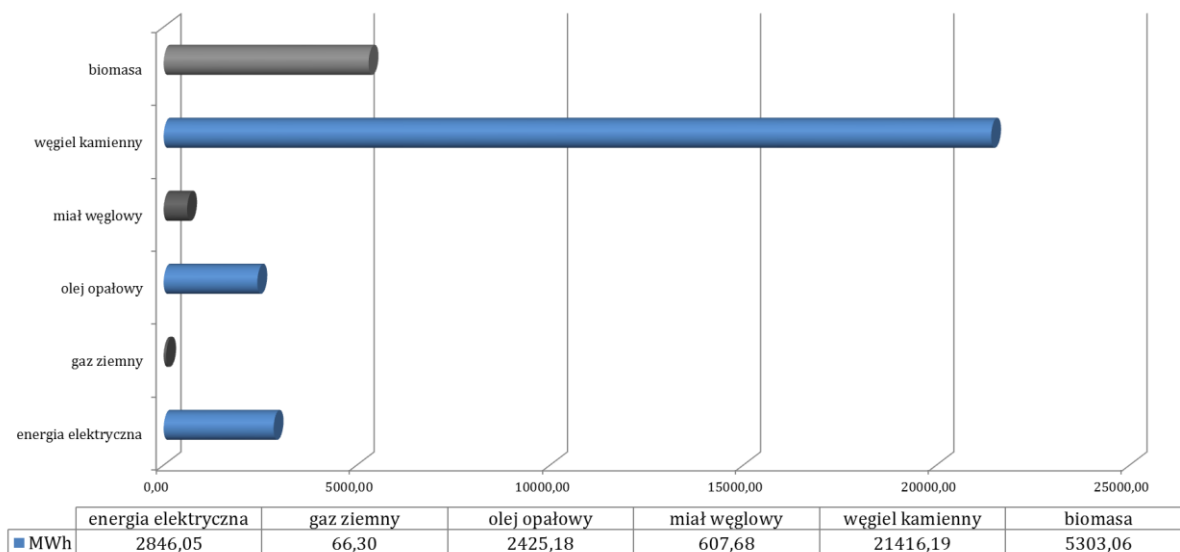 biomasa
węgiel kamienny
miał węglowy
olej opałowy
gaz ziemny
energia elektryczna
0,00 5000,00 10000,00 15000,00 20000,00 25000,00
energia elektryczna gaz ziemny olej opałowy miał węglowy węgiel kamienny biomasa
MWh 2846,05 66,30 2425,18 607,68 21416,19 5303,06